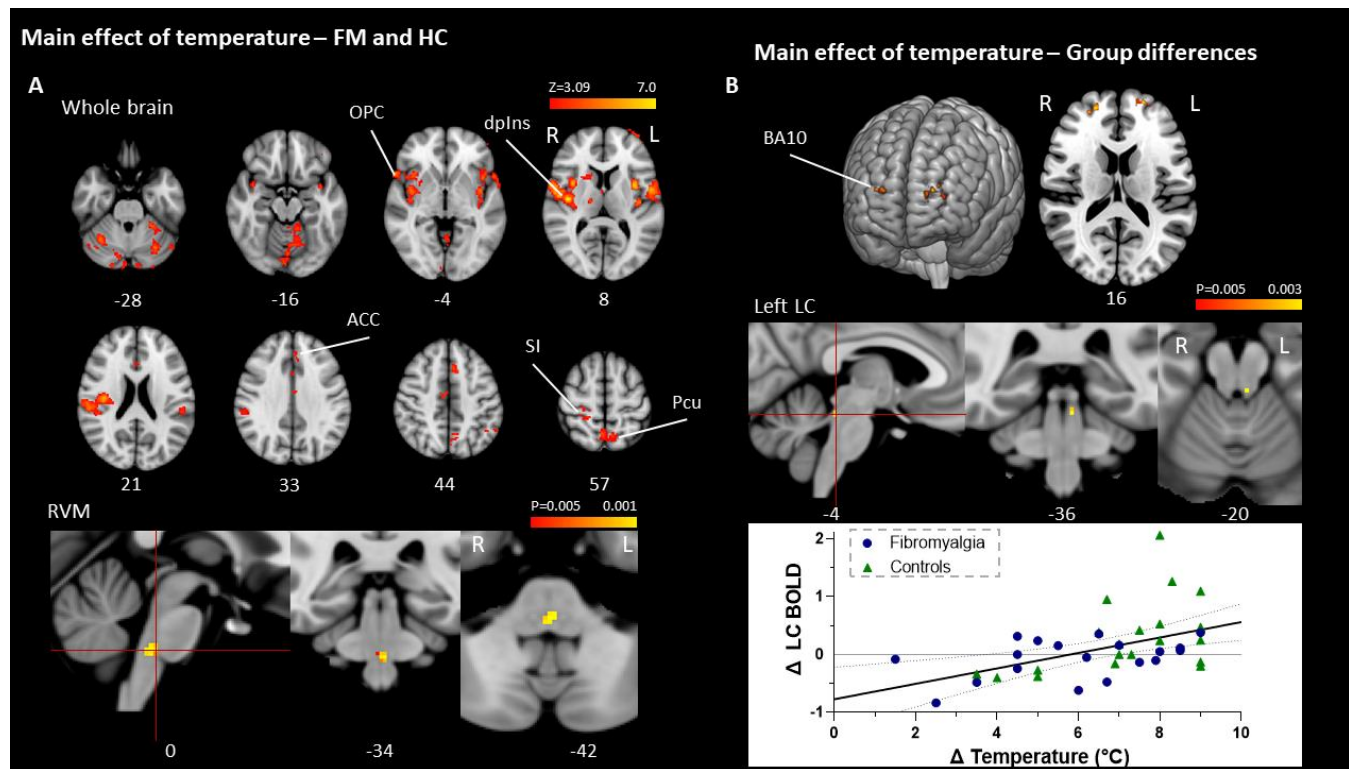 Main effect of temperature – FM and HC
A
Whole brain
Z=3.09 7.0
OPC
dpIns
R L
-28 -16 -4 8
ACC
SI
Pcu
21 33 44 57
RVM
P=0.005 0.001
R L
0 -34 -42
Main effect of temperature – Group differences
B
R L
BA10
16
P=0.005 0.003
Left LC
R L
-4 -36 -20
Fibromyalgia
Controls
Δ LC BOLD
2
1
0
-1
0 2 4 6 8 10
Δ Temperature (°C)